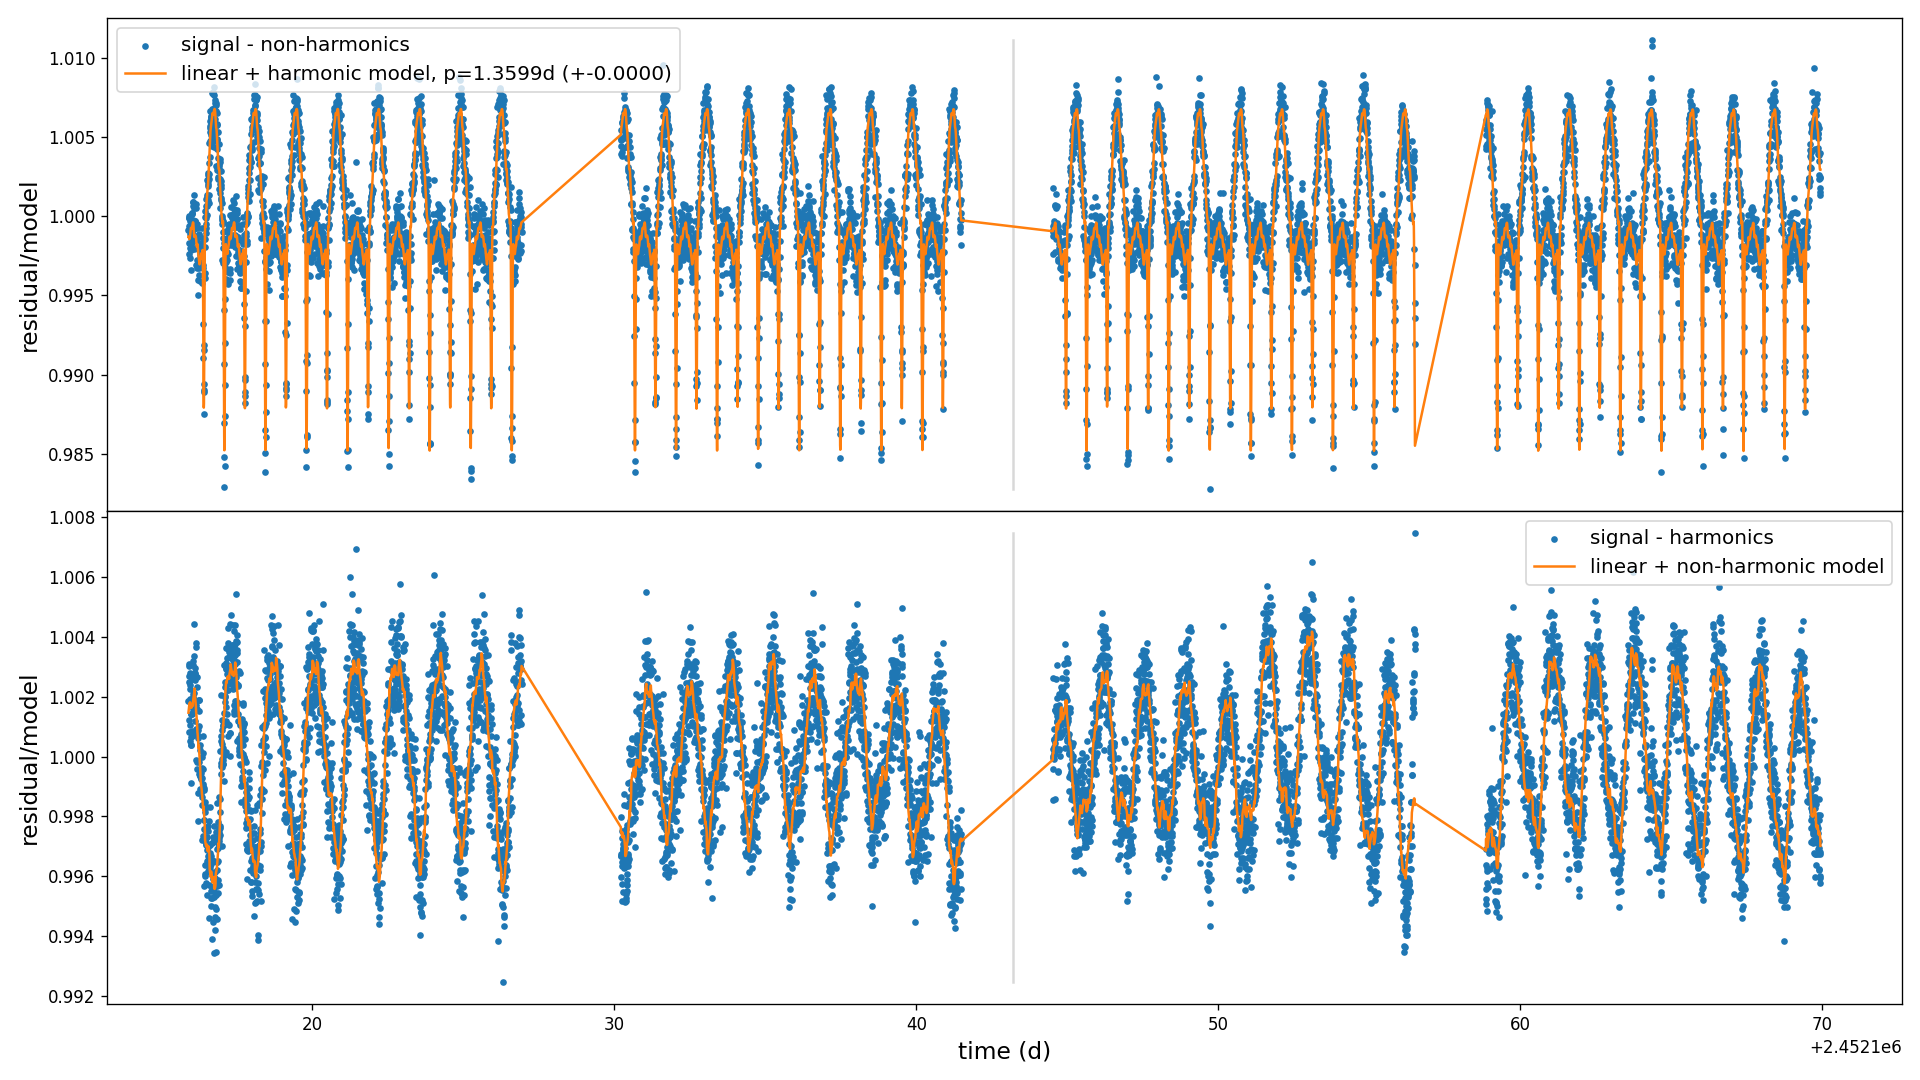 signal - non-harmonics
linear + harmonic model, p=1.3599d (+-0.0000)
1.010
1.005
1.000
0.995
0.990
0.985
residual/model
signal - harmonics
linear + non-harmonic model
1.008
1.006
1.004
1.002
1.000
0.998
0.996
0.994
0.992
residual/model
20
30
40
50
60
70
time (d)
+2.4521e6